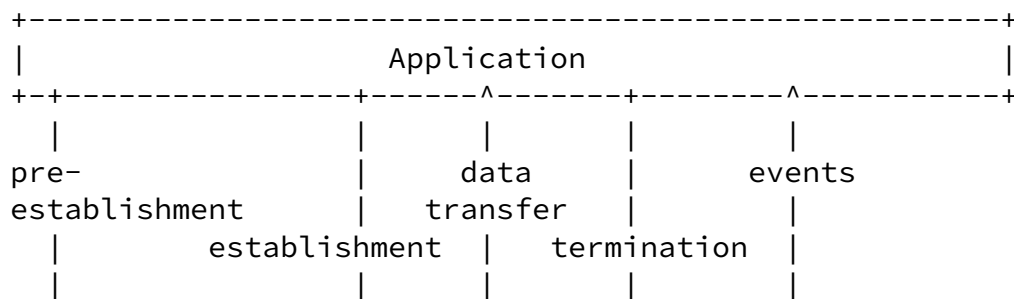 +------------------------------------------------------+
|                    Application                       |
+-+----------------+------^-------+--------^-----------+
  |                |      |       |        |
pre-               |     data     |      events
establishment      |   transfer   |        |
  |        establishment  |   termination  |
  |                |      |       |        |